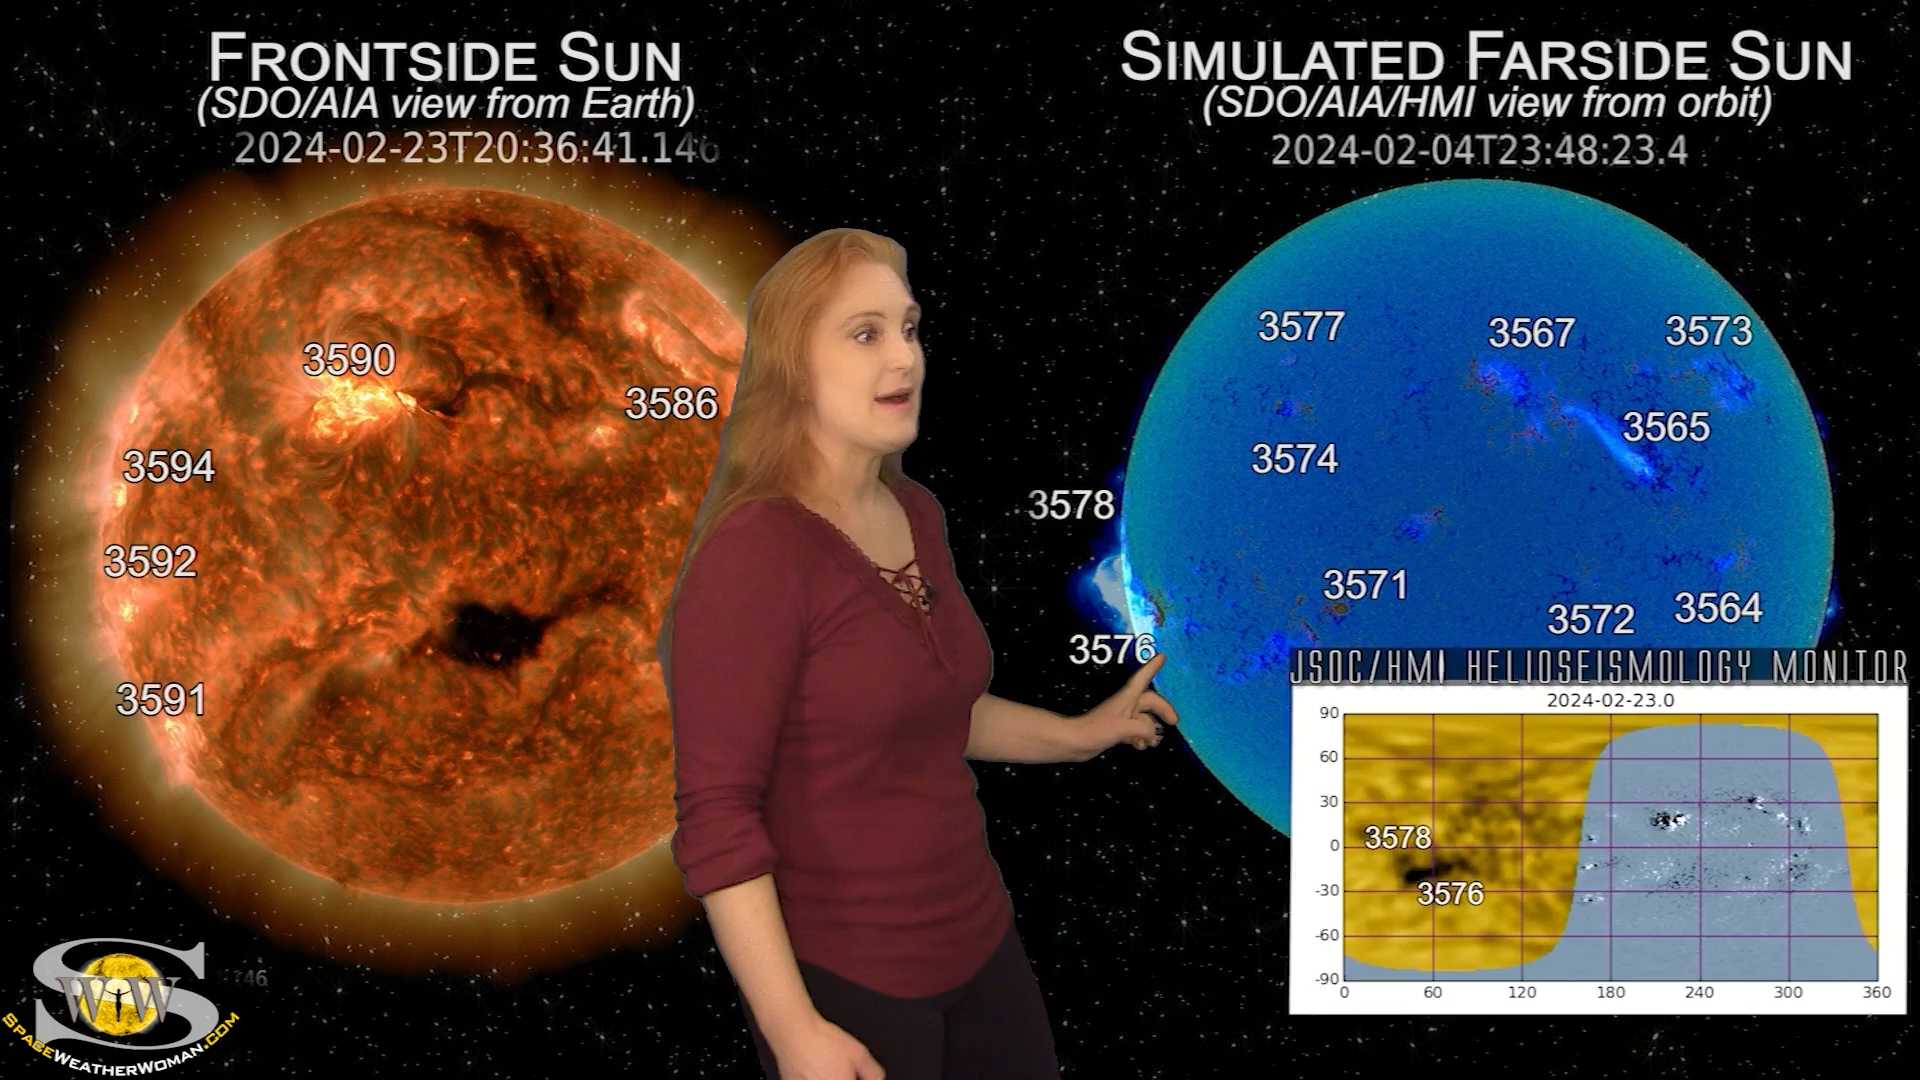 FRONTSIDE SUN
(SDO/AIA view from Earth)
2024-02-23T20:36:41.146
3590
3586
3594
3592
3591
SIMULATED FARSIDE SUN
(SDO/AIA/HMI view from orbit)
2024-02-04T23:48:23.4
3577
3567
3573
3565
3574
3578
3571
3572
3564
3576
JSOC/HMI HELIOSEISMOLOGY MONITOR
2024-02-23.0
90
60
30
0
-30
-60
-90
3578
3576
0 60 120 180 240 300 360
146
S
WW
SPACEWEATHERWOMAN.COM